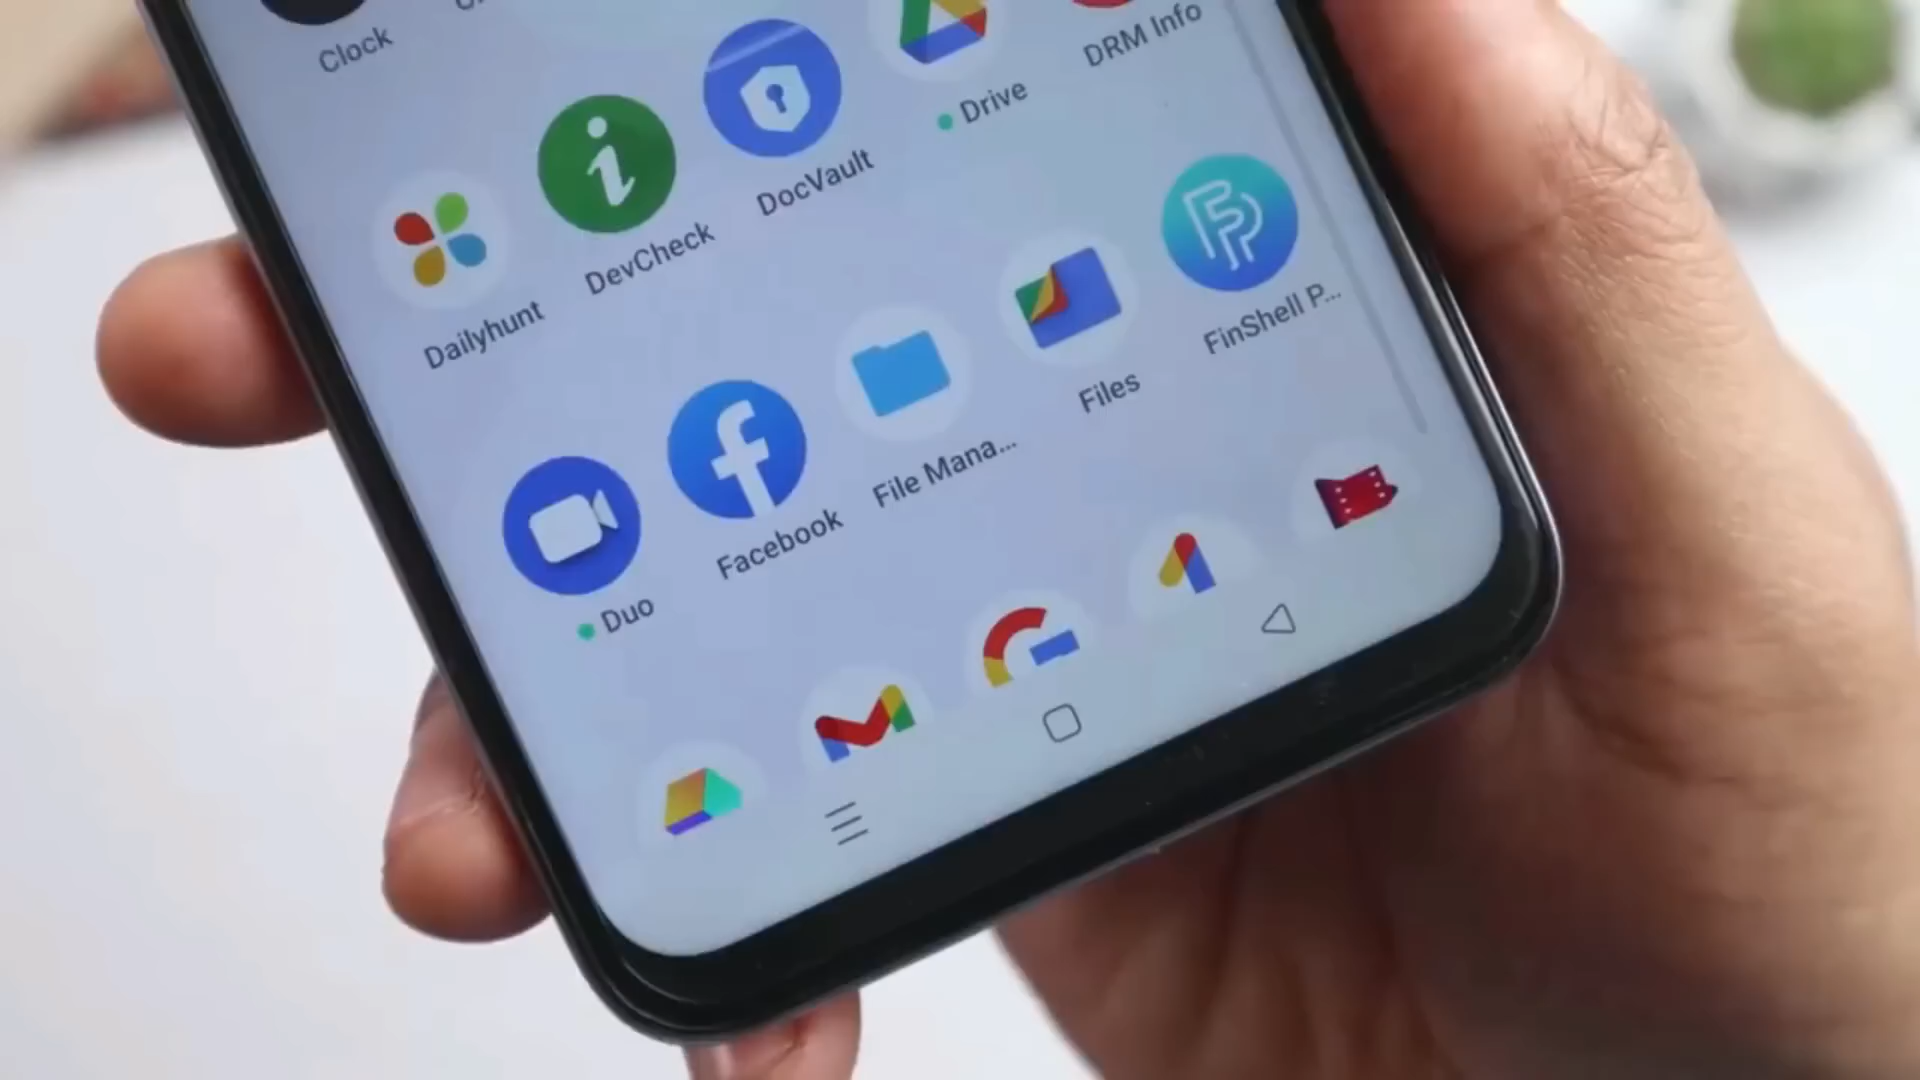 Clock
DRM Info
Drive
DocVault
DevCheck
Dailyhunt
FinShell P...
Files
File Mana...
Facebook
Duo